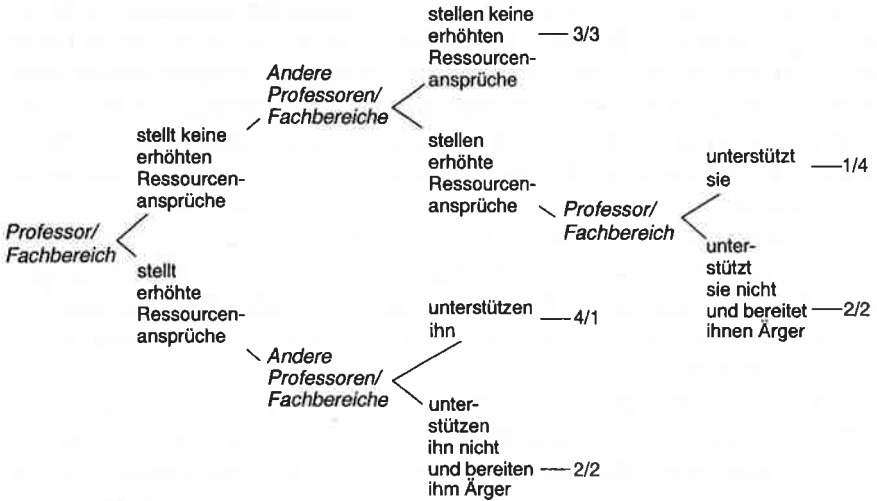 stellen keine
erhöhten — 3/3
Ressourcen-
ansprüche
Andere
Professoren/
Fachbereiche
stellt keine
erhöhten
Ressourcen-
ansprüche
stellen
erhöhte
Ressourcen-
ansprüche
unterstützt — 1/4
sie
Professor/
Fachbereich
Professor/
Fachbereich
unter-
stützt
sie nicht
und bereitet — 2/2
ihnen Ärger
stellt
erhöhte
Ressourcen-
ansprüche
unterstützen — 4/1
ihn
Andere
Professoren/
Fachbereiche
unter-
stützen
ihn nicht
und bereiten — 2/2
ihm Ärger